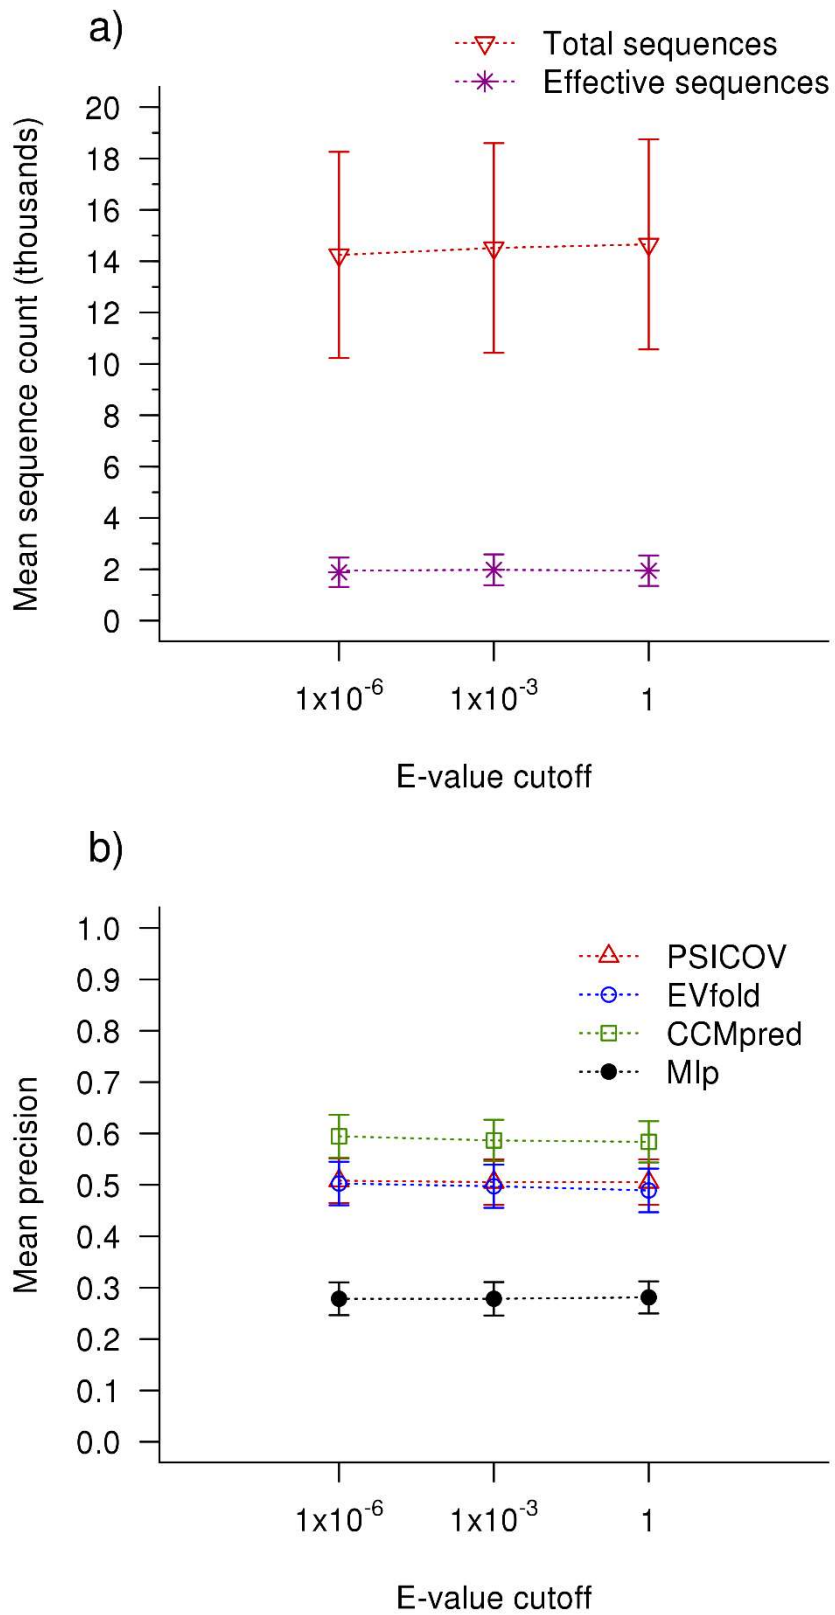 a)
Total sequences
Effective sequences
Mean sequence count (thousands)
20
18
16
14
12
10
8
6
4
2
0
1x10⁻⁶ 1x10⁻³ 1
E-value cutoff
b)
PSICOV
EVfold
CCMpred
MIp
Mean precision
1.0
0.9
0.8
0.7
0.6
0.5
0.4
0.3
0.2
0.1
0.0
1x10⁻⁶ 1x10⁻³ 1
E-value cutoff